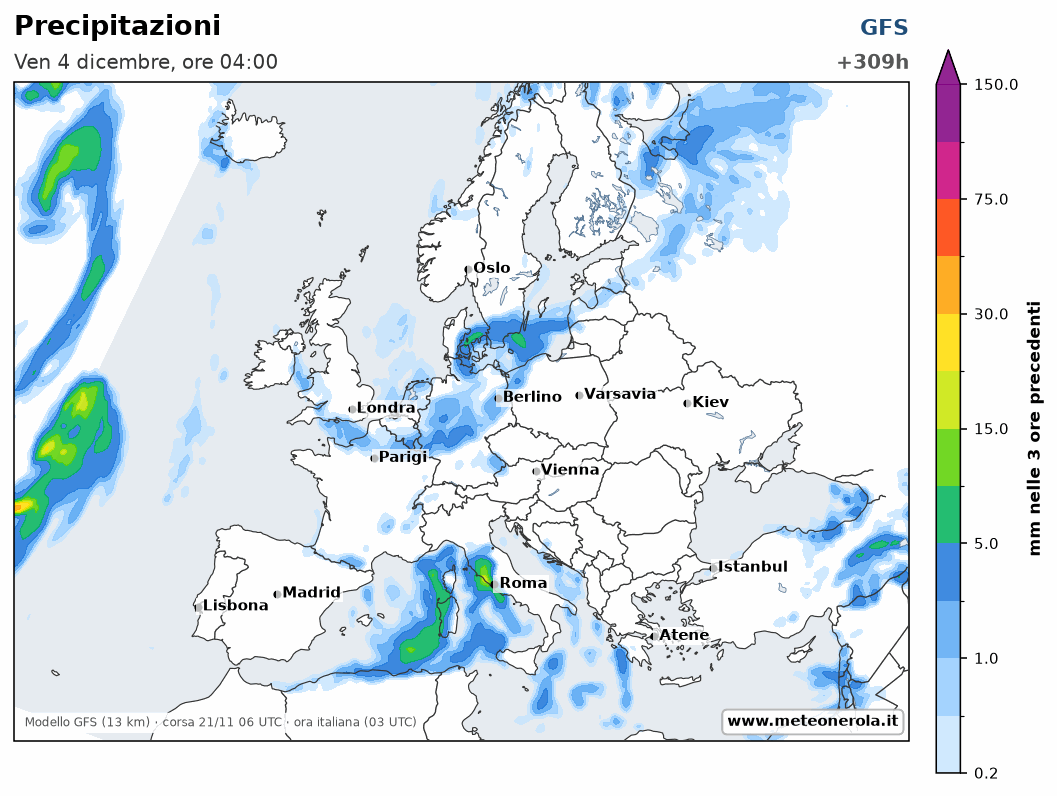 Precipitazioni
GFS
Ven 4 dicembre, ore 04:00
+309h
150.0
75.0
30.0
15.0
5.0
1.0
0.2
mm nelle 3 ore precedenti
Oslo
Londra
Berlino
Varsavia
Kiev
Parigi
Vienna
Istanbul
Roma
Madrid
Lisbona
Atene
Modello GFS (13 km) · corsa 21/11 06 UTC · ora italiana (03 UTC)
www.meteonerola.it